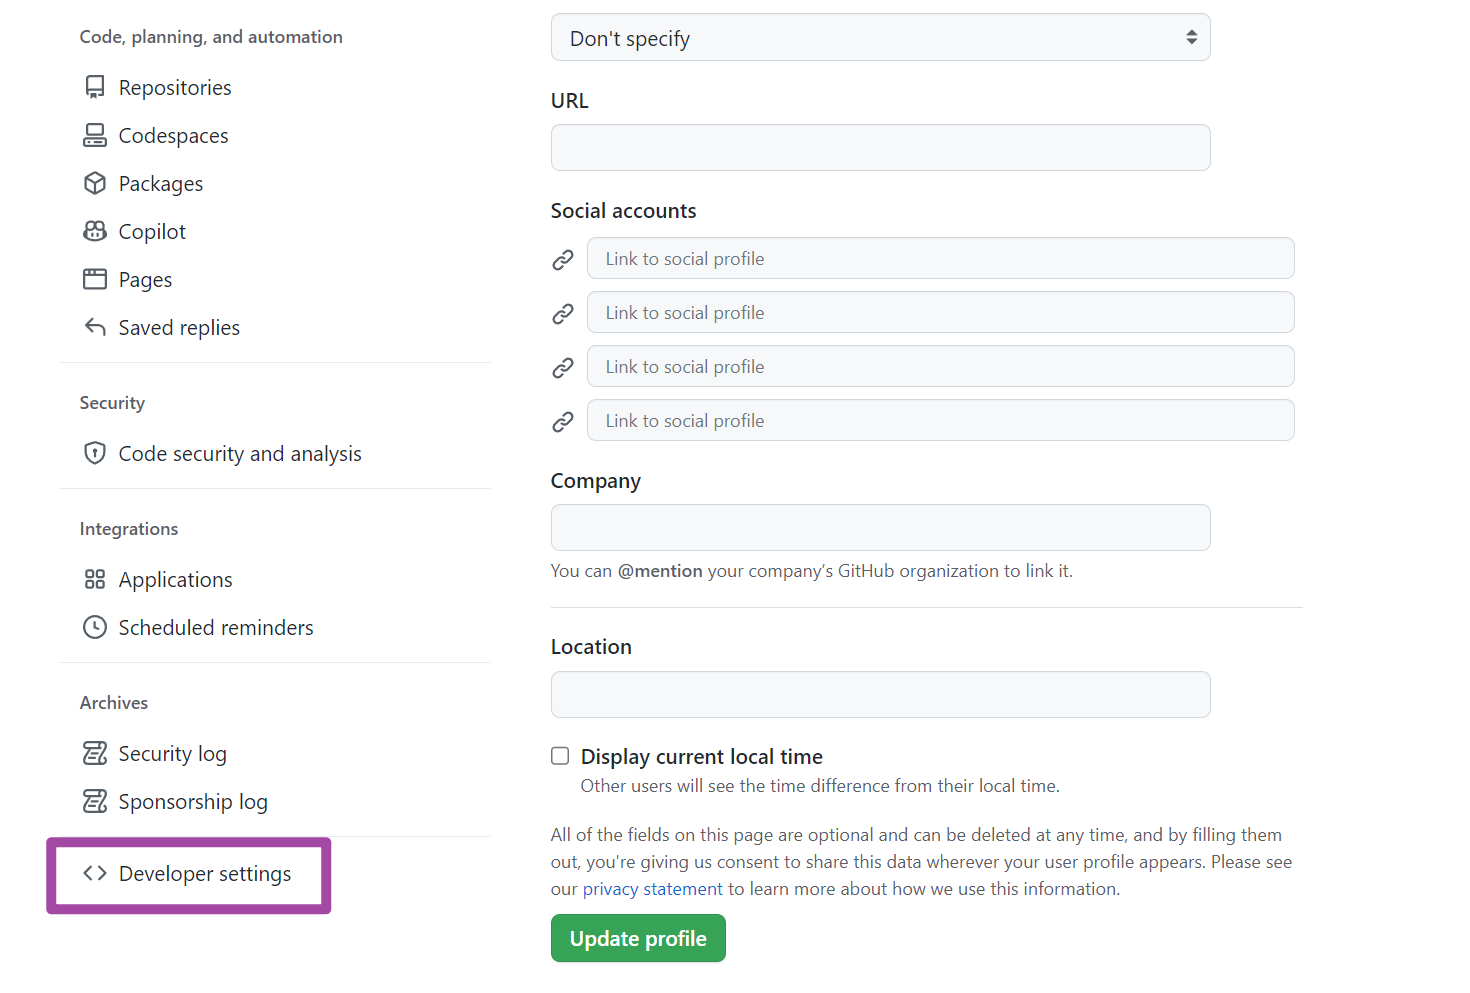 Code, planning, and automation
Repositories
Codespaces
Packages
Copilot
Pages
Saved replies
Security
Code security and analysis
Integrations
Applications
Scheduled reminders
Archives
Security log
Sponsorship log
Developer settings
Don't specify
URL
Social accounts
Link to social profile
Link to social profile
Link to social profile
Link to social profile
Company
You can @mention your company’s GitHub organization to link it.
Location
Display current local time
Other users will see the time difference from their local time.
All of the fields on this page are optional and can be deleted at any time, and by filling them
out, you're giving us consent to share this data wherever your user profile appears. Please see
our privacy statement to learn more about how we use this information.
Update profile